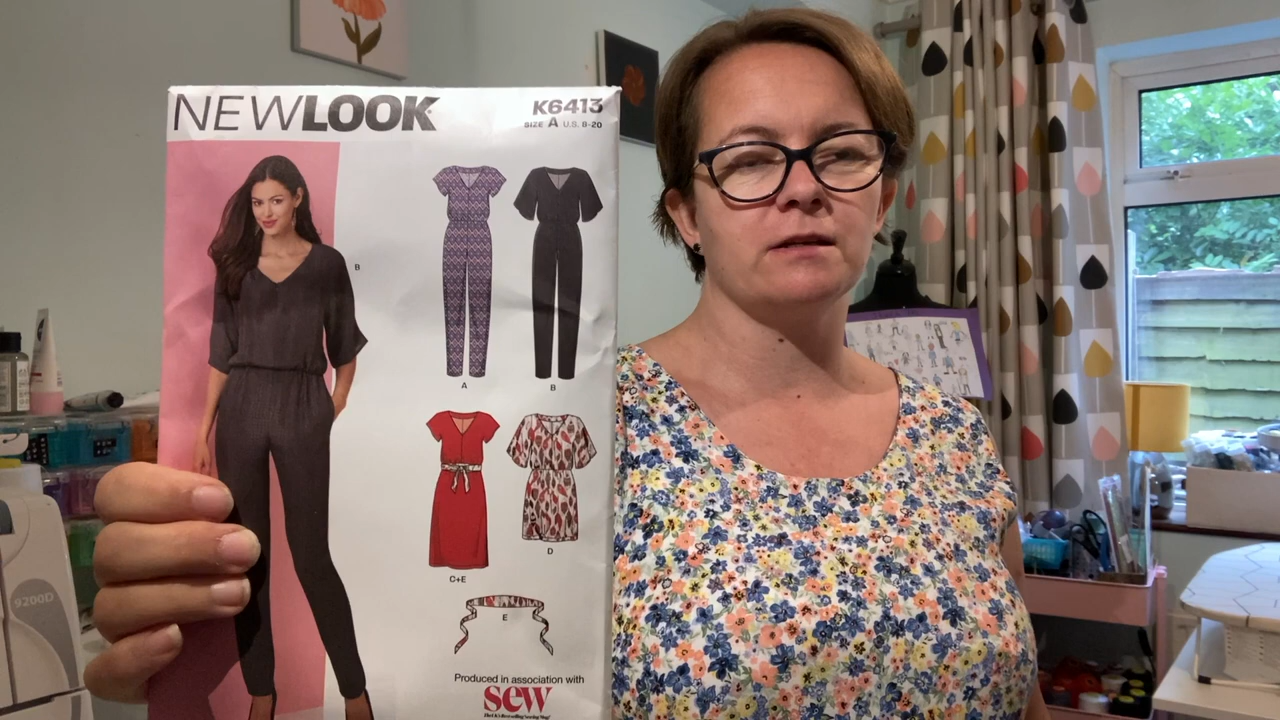 NEWLOOK
K6413
SIZE A U.S. 8-20
B
A
B
C+E
D
E
Produced in association with
sew
9200D